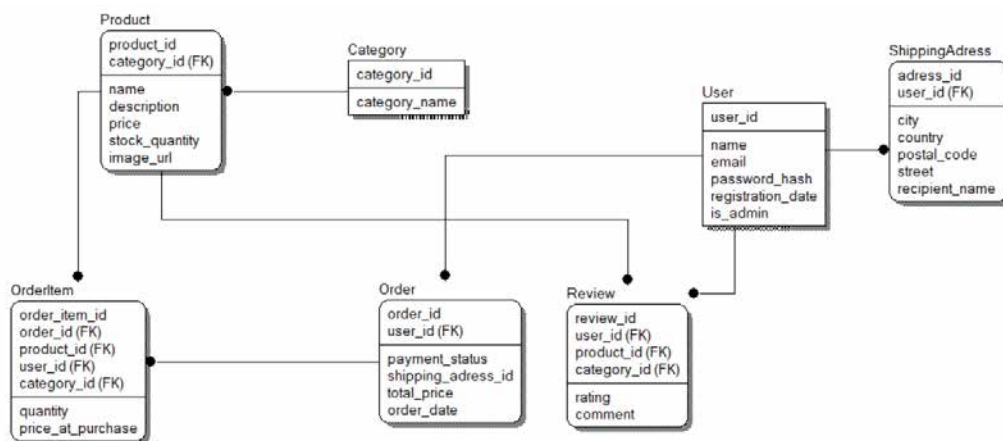 Product
product_id
category_id (FK)
name
description
price
stock_quantity
image_url
Category
category_id
category_name
User
user_id
name
email
password_hash
registration_date
is_admin
ShippingAdress
adress_id
user_id (FK)
city
country
postal_code
street
recipient_name
OrderItem
order_item_id
order_id (FK)
product_id (FK)
user_id (FK)
category_id (FK)
quantity
price_at_purchase
Order
order_id
user_id (FK)
payment_status
shipping_adress_id
total_price
order_date
Review
review_id
user_id (FK)
product_id (FK)
category_id (FK)
rating
comment